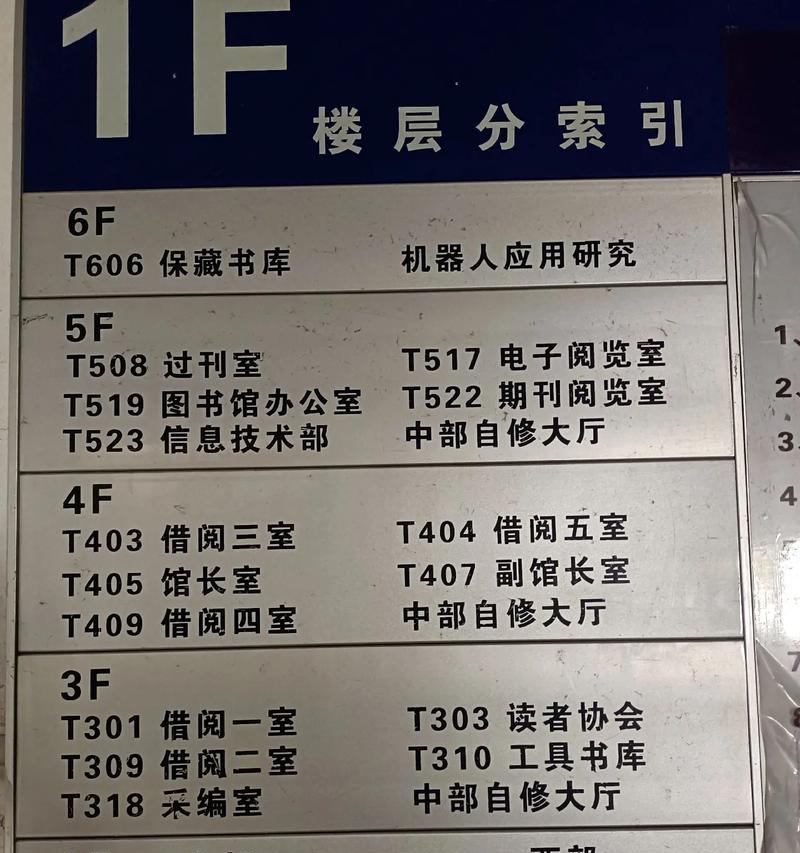 1F
楼层分索引
6F
T606 保藏书库 机器人应用研究
5F
T508 过刊室 T517 电子阅览室
T519 图书馆办公室 T522 期刊阅览室
T523 信息技术部 中部自修大厅
4F
T403 借阅三室 T404 借阅五室
T405 馆长室 T407 副馆长室
T409 借阅四室 中部自修大厅
3F
T301 借阅一室 T303 读者协会
T309 借阅二室 T310 工具书库
T318 采编室 中部自修大厅
1、
2、
3、
4
7